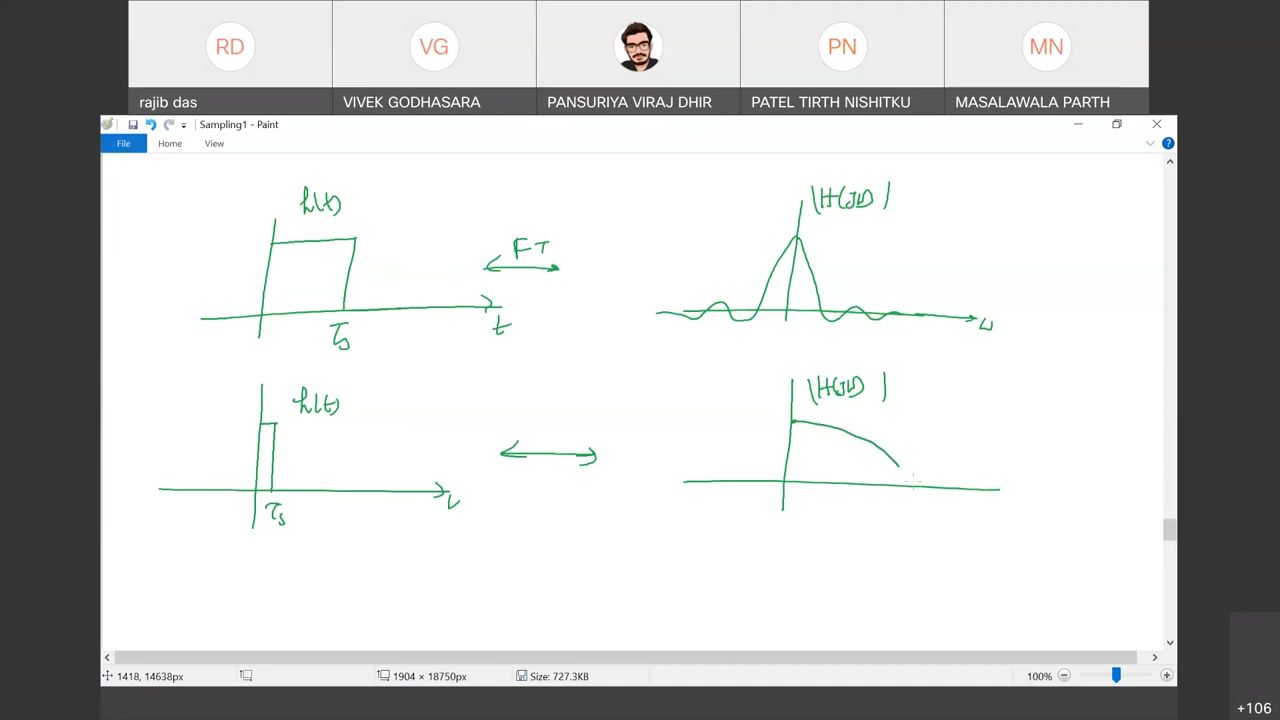 RD
VG
PN
MN
rajib das
VIVEK GODHASARA
PANSURIYA VIRAJ DHIR
PATEL TIRTH NISHITKU
MASALAWALA PARTH
Sampling1 - Paint
File Home View
h(t)
|H(jω)|
FT
t
τs
ω
h(t)
|H(jω)|
t
τs
1418, 14638px
1904 × 18750px
Size: 727.3KB
100%
+106